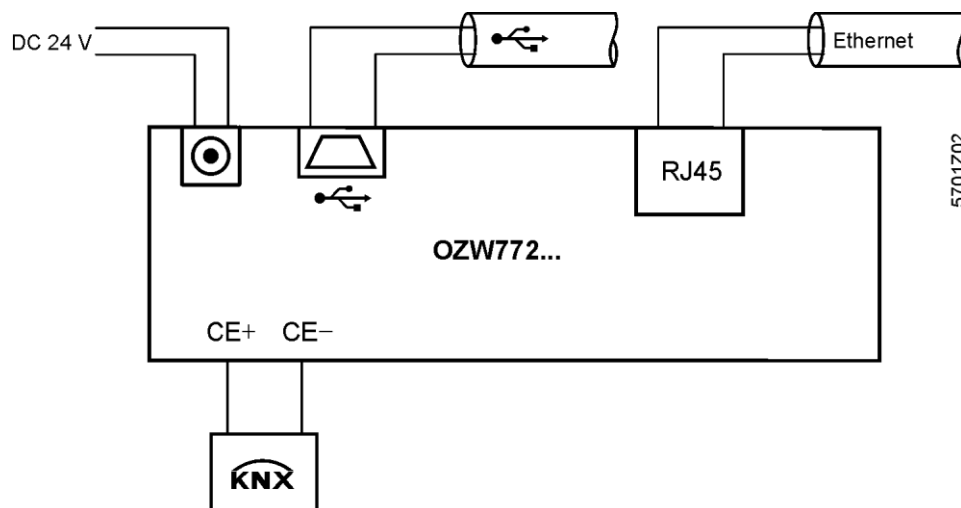 DC 24 V
Ethernet
RJ45
OZW772...
CE+ CE−
KNX
5701Z02